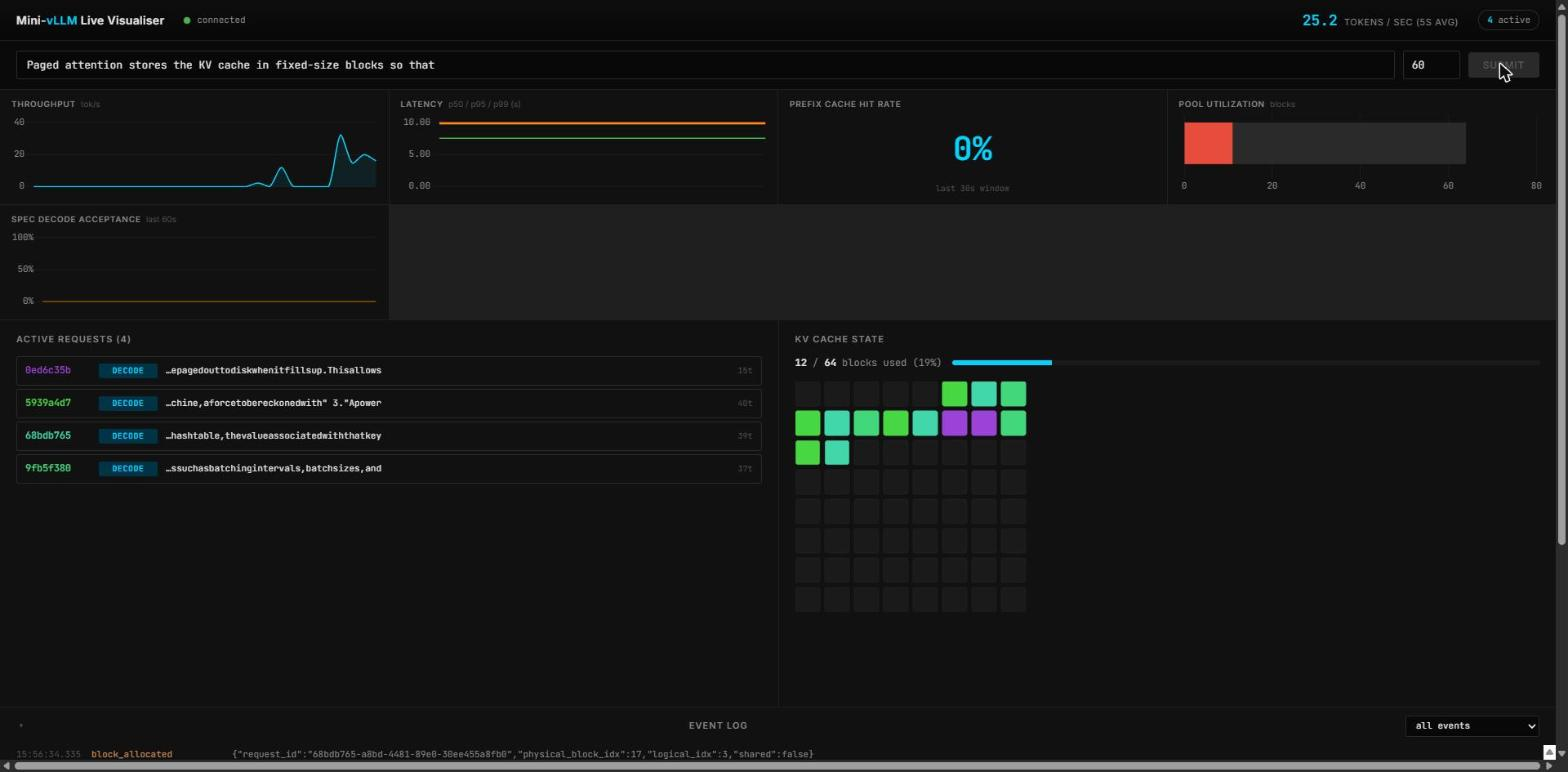 Mini-vLLM Live Visualiser connected 25.2 TOKENS / SEC (5S AVG) 4 active
Paged attention stores the KV cache in fixed-size blocks so that 60 SUBMIT
THROUGHPUT tok/s
40
20
0
LATENCY p50 / p95 / p99 (s)
10.00
5.00
0.00
PREFIX CACHE HIT RATE
0%
last 30s window
POOL UTILIZATION blocks
0 20 40 60 80
SPEC DECODE ACCEPTANCE last 60s
100%
50%
0%
ACTIVE REQUESTS (4)
0ed6c35b DECODE …epagedouttodiskwhenitfillsup.Thisallows 15t
5939a4d7 DECODE …chine,aforcetobereckonedwith" 3."Apower 40t
68bdb765 DECODE …hashtable,thevalueassociatedwiththatkey 39t
9fb5f380 DECODE …ssuchasbatchingintervals,batchsizes,and 37t
KV CACHE STATE
12 / 64 blocks used (19%)
EVENT LOG all events
15:56:34.335 block_allocated {"request_id":"68bdb765-a8bd-4481-89e0-30ee455a8fb0","physical_block_idx":17,"logical_idx":3,"shared":false}